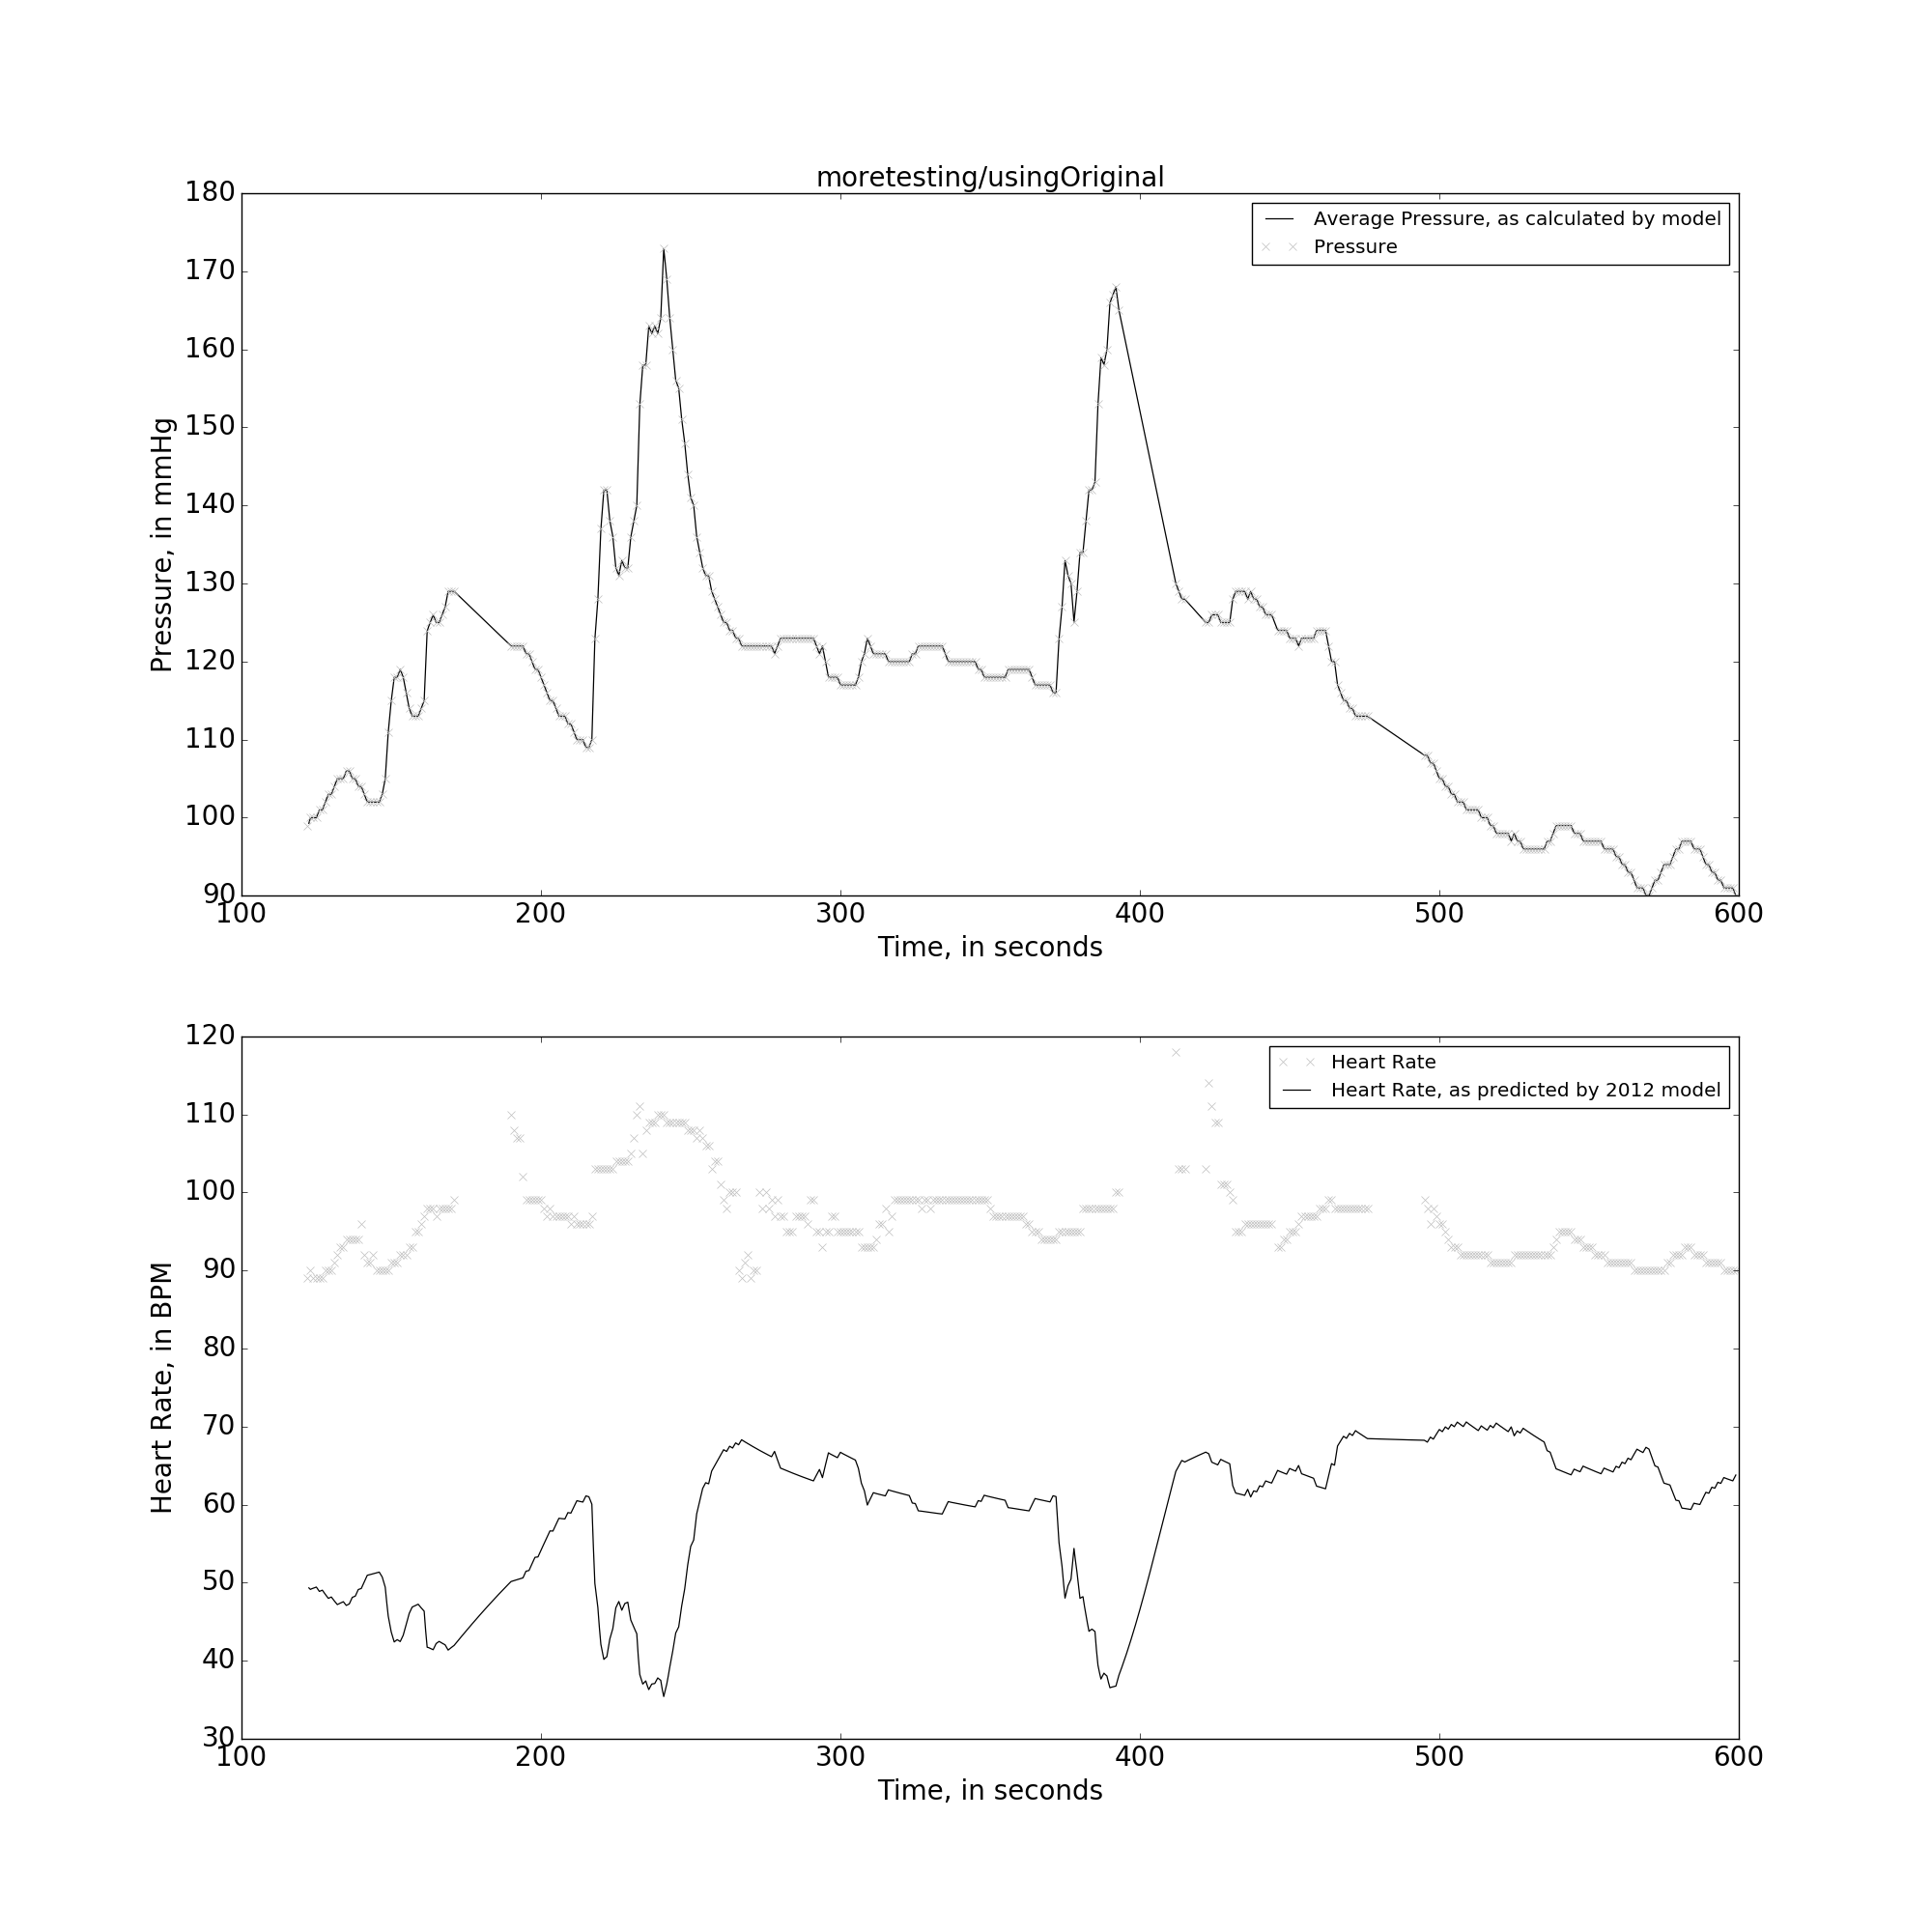 moretesting/usingOriginal
180
170
160
150
140
130
120
110
100
90
Pressure, in mmHg
Average Pressure, as calculated by model
Pressure
100 200 300 400 500 600
Time, in seconds
120
110
100
90
80
70
60
50
40
30
Heart Rate, in BPM
Heart Rate
Heart Rate, as predicted by 2012 model
100 200 300 400 500 600
Time, in seconds